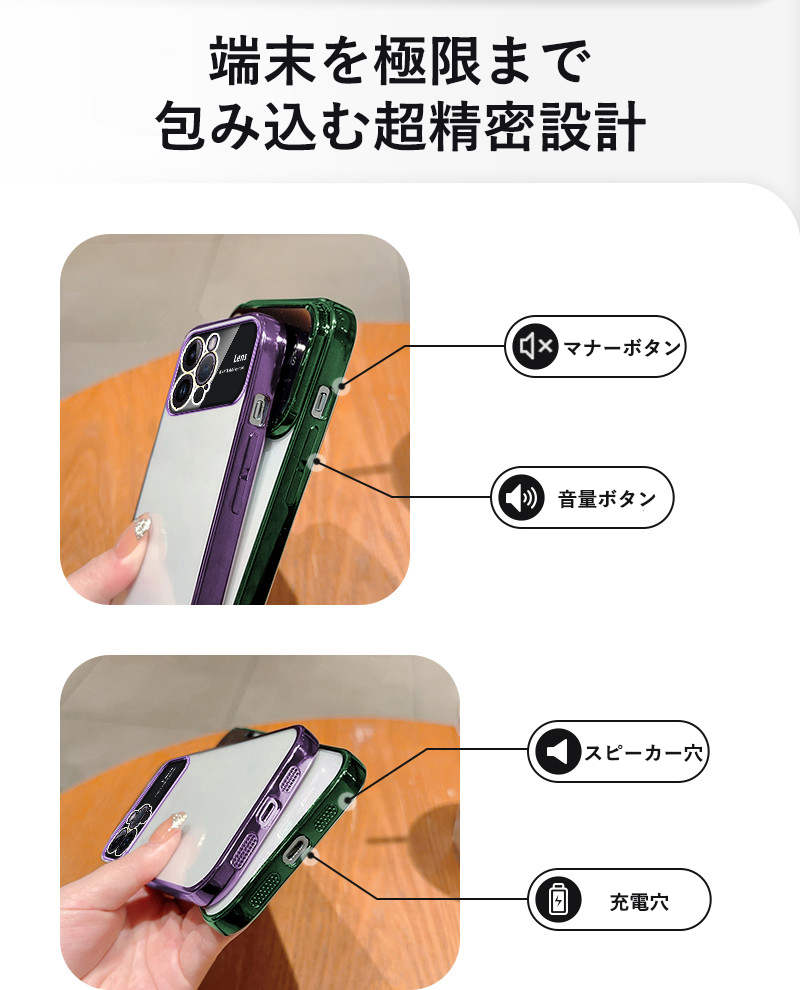 端末を極限まで
包み込む超精密設計
Lens
マナーボタン
音量ボタン
スピーカー穴
充電穴